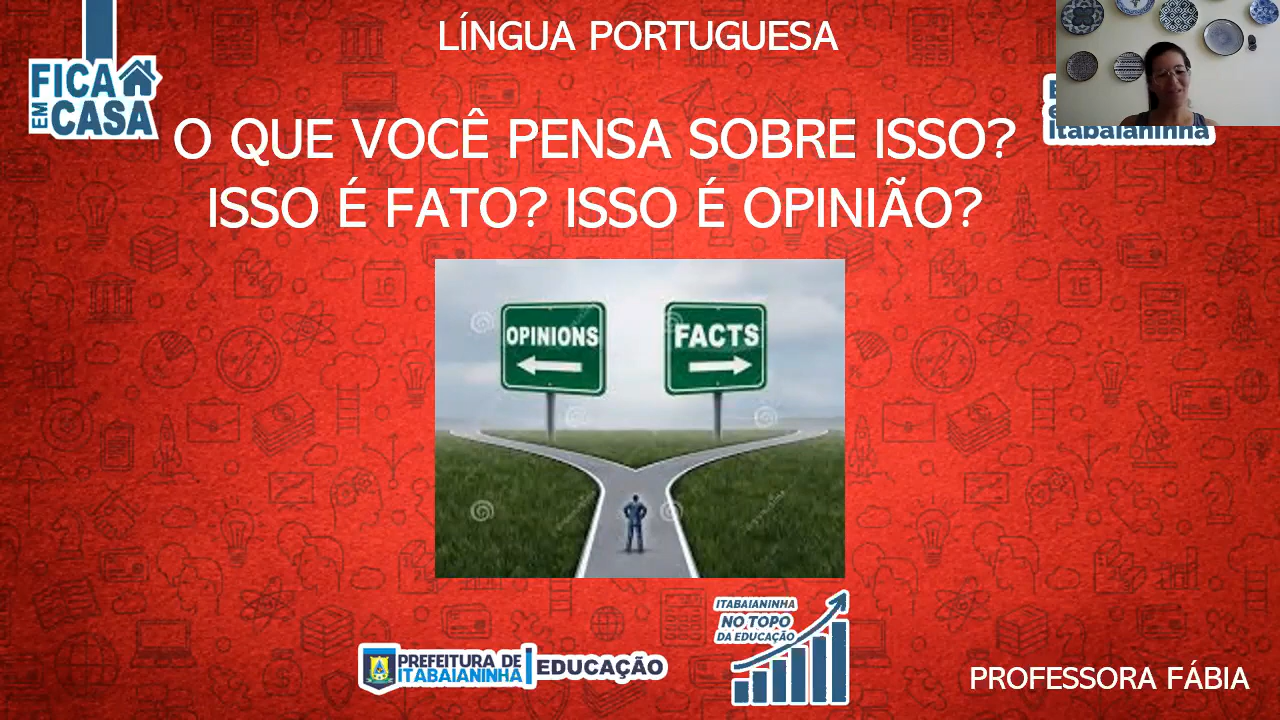 LÍNGUA PORTUGUESA
FICA
EM
CASA
Itabaianinha
O QUE VOCÊ PENSA SOBRE ISSO?
ISSO É FATO? ISSO É OPINIÃO?
OPINIONS
FACTS
ITABAIANINHA
NO TOPO
DA EDUCAÇÃO
PREFEITURA DE
ITABAIANINHA
EDUCAÇÃO
PROFESSORA FÁBIA